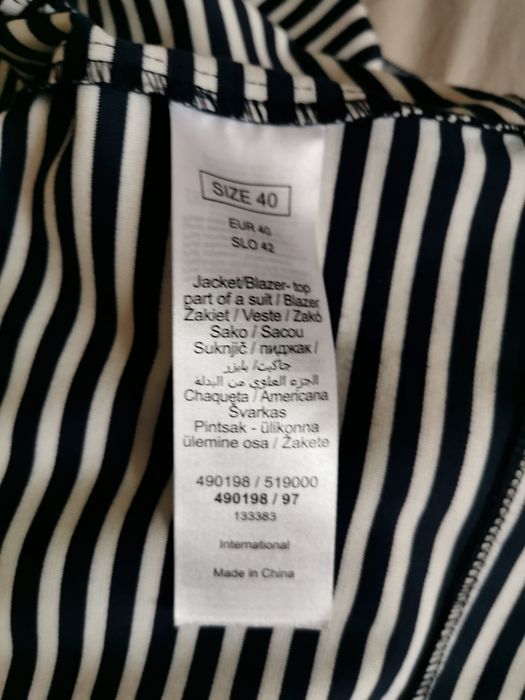 SIZE 40
EUR 40
SLO 42
Jacket/Blazer- top
part of a suit / Blazer
Żakiet / Veste / Zakó
Sako / Sacou
Suknjič / пиджак /
جاكيت/ بليزر
الجزء العلوي من البدلة
Chaqueta / Americana
Švarkas
Pintsak - ülikonna
ülemine osa / Žakete
490198 / 519000
490198 / 97
133383
International
Made in China